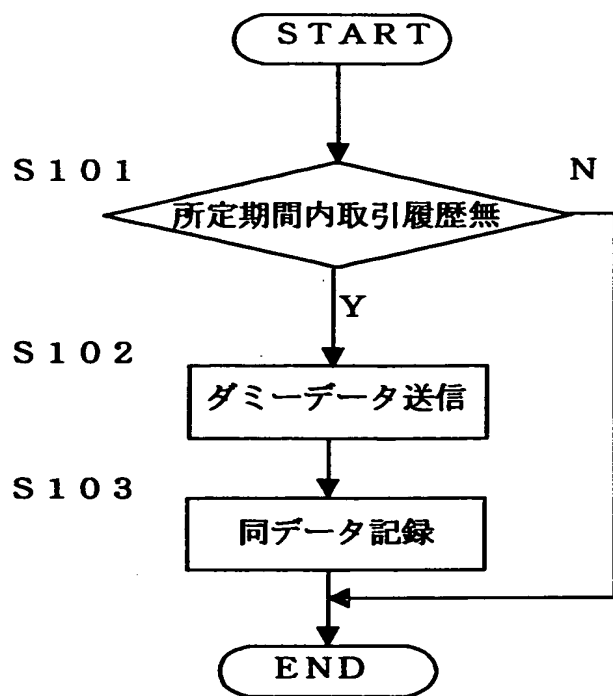 ＳＴＡＲＴ
Ｓ１０１
Ｎ
所定期間内取引履歴無
Ｙ
Ｓ１０２
ダミーデータ送信
Ｓ１０３
同データ記録
ＥＮＤ